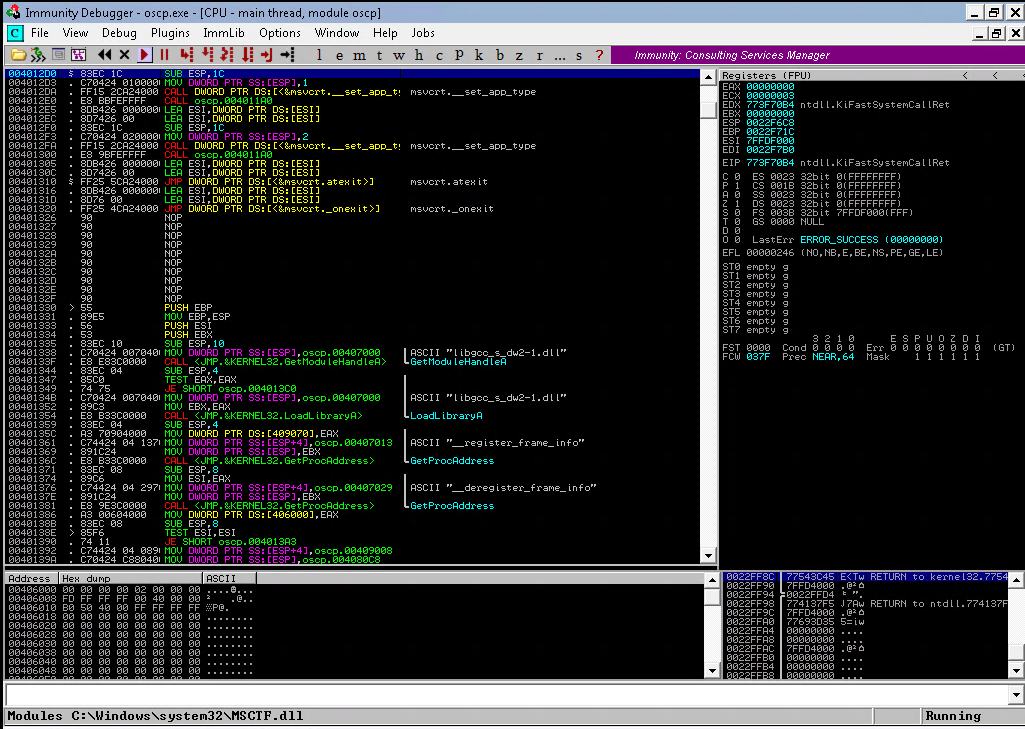 Immunity Debugger - oscp.exe - [CPU - main thread, module oscp]
C File View Debug Plugins ImmLib Options Window Help Jobs
l e m t w h c P k b z r ... s ? Immunity: Consulting Services Manager
004012D0 $ 83EC 1C SUB ESP,1C
004012D3 . C70424 0100000 MOV DWORD PTR SS:[ESP],1
004012DA . FF15 2CA24000 CALL DWORD PTR DS:[<&msvcrt.__set_app_ty msvcrt.__set_app_type
004012E0 . E8 BBFEFFFF CALL oscp.004011A0
004012E5 . 8DB426 0000000 LEA ESI,DWORD PTR DS:[ESI]
004012EC . 8D7426 00 LEA ESI,DWORD PTR DS:[ESI]
004012F0 . 83EC 1C SUB ESP,1C
004012F3 . C70424 0200000 MOV DWORD PTR SS:[ESP],2
004012FA . FF15 2CA24000 CALL DWORD PTR DS:[<&msvcrt.__set_app_ty msvcrt.__set_app_type
00401300 . E8 9BFEFFFF CALL oscp.004011A0
00401305 . 8DB426 0000000 LEA ESI,DWORD PTR DS:[ESI]
0040130C . 8D7426 00 LEA ESI,DWORD PTR DS:[ESI]
00401310 $ FF25 5CA24000 JMP DWORD PTR DS:[<&msvcrt.atexit>] msvcrt.atexit
00401316 . 8DB426 0000000 LEA ESI,DWORD PTR DS:[ESI]
0040131D . 8D76 00 LEA ESI,DWORD PTR DS:[ESI]
00401320 . FF25 4CA24000 JMP DWORD PTR DS:[<&msvcrt._onexit>] msvcrt._onexit
00401326 90 NOP
00401327 90 NOP
00401328 90 NOP
00401329 90 NOP
0040132A 90 NOP
0040132B 90 NOP
0040132C 90 NOP
0040132D 90 NOP
0040132E 90 NOP
0040132F 90 NOP
00401330 > 55 PUSH EBP
00401331 . 89E5 MOV EBP,ESP
00401333 . 56 PUSH ESI
00401334 . 53 PUSH EBX
00401335 . 83EC 10 SUB ESP,10
00401338 . C70424 0070400 MOV DWORD PTR SS:[ESP],oscp.00407000 ASCII "libgcc_s_dw2-1.dll"
0040133F . E8 E83C0000 CALL <JMP.&KERNEL32.GetModuleHandleA> GetModuleHandleA
00401344 . 83EC 04 SUB ESP,4
00401347 . 85C0 TEST EAX,EAX
00401349 . 74 75 JE SHORT oscp.004013C0
0040134B . C70424 0070400 MOV DWORD PTR SS:[ESP],oscp.00407000 ASCII "libgcc_s_dw2-1.dll"
00401352 . 89C3 MOV EBX,EAX
00401354 . E8 B33C0000 CALL <JMP.&KERNEL32.LoadLibraryA> LoadLibraryA
00401359 . 83EC 04 SUB ESP,4
0040135C . A3 70904000 MOV DWORD PTR DS:[409070],EAX
00401361 . C74424 04 1370 MOV DWORD PTR SS:[ESP+4],oscp.00407013 ASCII "__register_frame_info"
00401369 . 891C24 MOV DWORD PTR SS:[ESP],EBX
0040136C . E8 B33C0000 CALL <JMP.&KERNEL32.GetProcAddress> GetProcAddress
00401371 . 83EC 08 SUB ESP,8
00401374 . 89C6 MOV ESI,EAX
00401376 . C74424 04 2970 MOV DWORD PTR SS:[ESP+4],oscp.00407029 ASCII "__deregister_frame_info"
0040137E . 891C24 MOV DWORD PTR SS:[ESP],EBX
00401381 . E8 9E3C0000 CALL <JMP.&KERNEL32.GetProcAddress> GetProcAddress
00401386 . A3 00604000 MOV DWORD PTR DS:[406000],EAX
0040138B . 83EC 08 SUB ESP,8
0040138E > 85F6 TEST ESI,ESI
00401390 . 74 11 JE SHORT oscp.004013A3
00401392 . C74424 04 0890 MOV DWORD PTR SS:[ESP+4],oscp.00409008
0040139A . C70424 C880400 MOV DWORD PTR SS:[ESP],oscp.004080C8
Registers (FPU) < <
EAX 00000000
ECX 00000003
EDX 773F70B4 ntdll.KiFastSystemCallRet
EBX 00000000
ESP 0022F6C8
EBP 0022F71C
ESI 7FFDF000
EDI 0022F7B0
EIP 773F70B4 ntdll.KiFastSystemCallRet
C 0 ES 0023 32bit 0(FFFFFFFF)
P 1 CS 001B 32bit 0(FFFFFFFF)
A 0 SS 0023 32bit 0(FFFFFFFF)
Z 1 DS 0023 32bit 0(FFFFFFFF)
S 0 FS 003B 32bit 7FFDF000(FFF)
T 0 GS 0000 NULL
D 0
O 0 LastErr ERROR_SUCCESS (00000000)
EFL 00000246 (NO,NB,E,BE,NS,PE,GE,LE)
ST0 empty g
ST1 empty g
ST2 empty g
ST3 empty g
ST4 empty g
ST5 empty g
ST6 empty g
ST7 empty g
3 2 1 0 E S P U O Z D I
FST 0000 Cond 0 0 0 0 Err 0 0 0 0 0 0 0 0 (GT)
FCW 037F Prec NEAR,64 Mask 1 1 1 1 1 1
Address Hex dump ASCII
00406000 00 00 00 00 02 00 00 00
00406008 FD FF FF FF 00 40 00 00
00406010 B0 50 40 00 FF FF FF FF
00406018 00 00 00 00 00 00 00 00 ........
00406020 00 00 00 00 00 00 00 00 ........
00406028 00 00 00 00 00 00 00 00 ........
00406030 00 00 00 00 00 00 00 00 ........
00406038 00 00 00 00 00 00 00 00 ........
00406040 00 00 00 00 00 00 00 00 ........
00406048 00 00 00 00 00 00 00 00 ........
0022FF8C 77543C45 E<Tw RETURN to kernel32.7754
0022FF90 7FFD4000
0022FF94 0022FFD4
0022FF98 774137F5 J7Aw RETURN to ntdll.774137F
0022FF9C 7FFD4000
0022FFA0 77693D35 5=iw
0022FFA4 00000000 ....
0022FFA8 00000000 ....
0022FFAC 7FFD4000
0022FFB0 00000000 ....
0022FFB4 00000000 ....
0022FFB8 00000000 ....
Modules C:\Windows\system32\MSCTF.dll Running